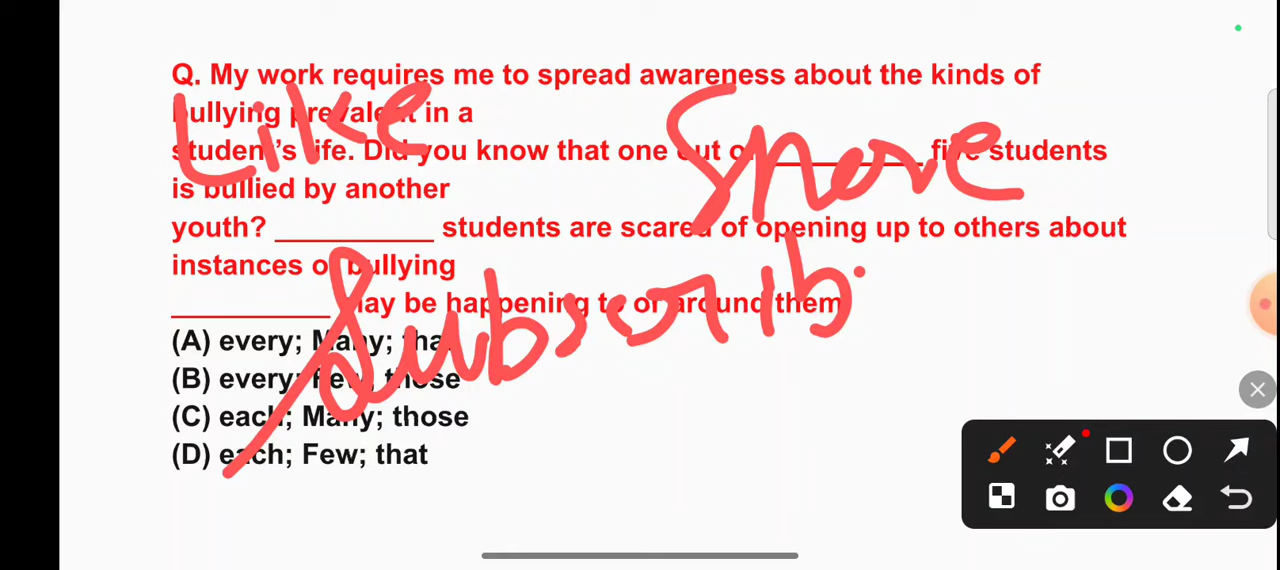 Q. My work requires me to spread awareness about the kinds of
bullying prevalent in a
student's life. Did you know that one out of __________ five students
is bullied by another
youth? __________ students are scared of opening up to others about
instances of bullying
__________ may be happening to or around them
(A) every; Many; that
(B) every; Few; those
(C) each; Many; those
(D) each; Few; that
Like
Share
Subscrib